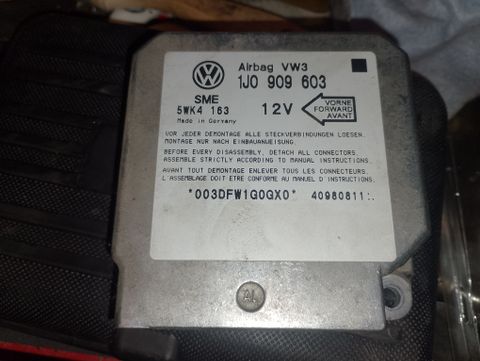 Airbag VW3
1J0 909 603
SME
5WK4 163
12V
VORNE
FORWARD
AVANT
Made in Germany
VOR JEDER DEMONTAGE ALLE STECKVERBINDUNGEN LOESEN.
MONTAGE NUR NACH EINBAUANWEISUNG
BEFORE EVERY DISASSEMBLY, DETACH ALL CONNECTORS.
ASSEMBLE STRICTLY ACCORDING TO MANUAL INSTRUCTIONS.
AVANT TOUT DEMONTAGE ENLEVER TOUS LES CONNECTEURS.
L'ASSEMBLAGE DOIT ETRE CONFORME AU MANUEL D'INSTRUCTIONS.
*003DFW1G0GX0* 40980811
AL